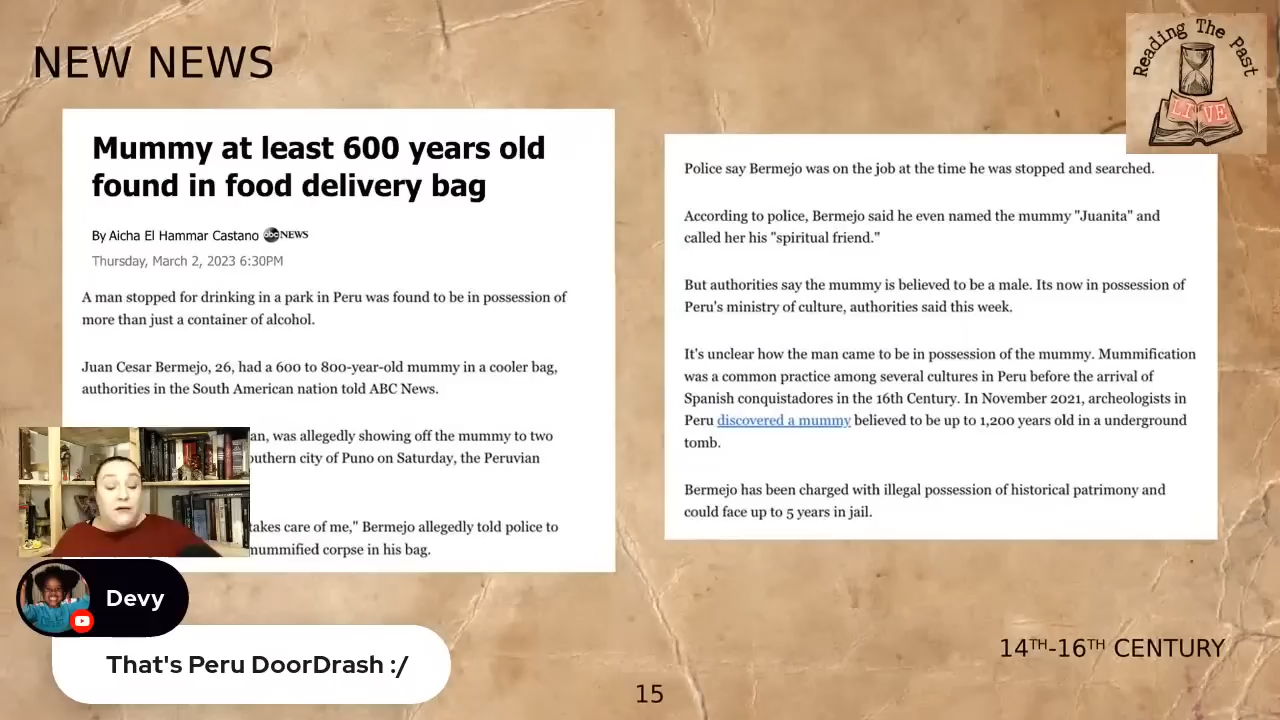 NEW NEWS
Reading The Past
LIVE
Mummy at least 600 years old
found in food delivery bag
By Aicha El Hammar Castano abc NEWS
Thursday, March 2, 2023 6:30PM
A man stopped for drinking in a park in Peru was found to be in possession of
more than just a container of alcohol.
Juan Cesar Bermejo, 26, had a 600 to 800-year-old mummy in a cooler bag,
authorities in the South American nation told ABC News.
an, was allegedly showing off the mummy to two
outhern city of Puno on Saturday, the Peruvian
takes care of me," Bermejo allegedly told police to
mummified corpse in his bag.
Police say Bermejo was on the job at the time he was stopped and searched.
According to police, Bermejo said he even named the mummy "Juanita" and
called her his "spiritual friend."
But authorities say the mummy is believed to be a male. Its now in possession of
Peru's ministry of culture, authorities said this week.
It's unclear how the man came to be in possession of the mummy. Mummification
was a common practice among several cultures in Peru before the arrival of
Spanish conquistadores in the 16th Century. In November 2021, archeologists in
Peru discovered a mummy believed to be up to 1,200 years old in a underground
tomb.
Bermejo has been charged with illegal possession of historical patrimony and
could face up to 5 years in jail.
Devy
That's Peru DoorDrash :/
14TH-16TH CENTURY
15